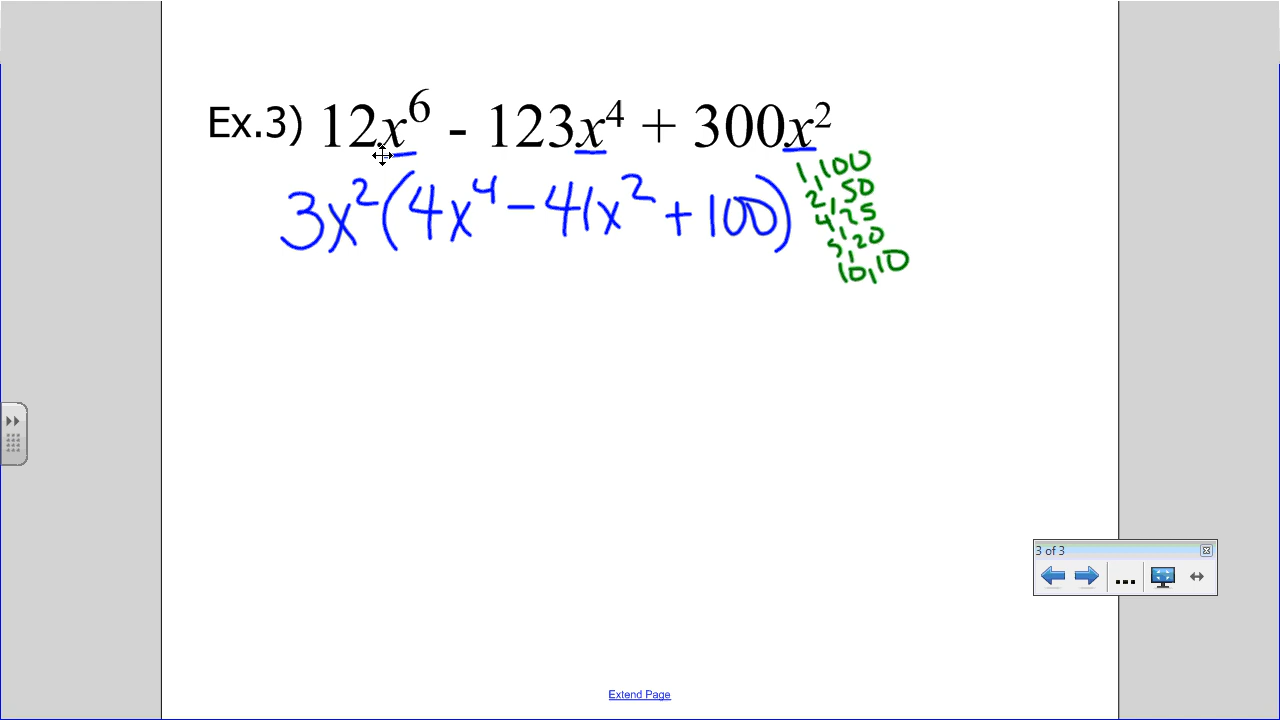 Ex.3) 12x⁶ - 123x⁴ + 300x²
3x²(4x⁴ - 41x² + 100)
1, 100
2, 50
4, 25
5, 20
10, 10
3 of 3
...
Extend Page